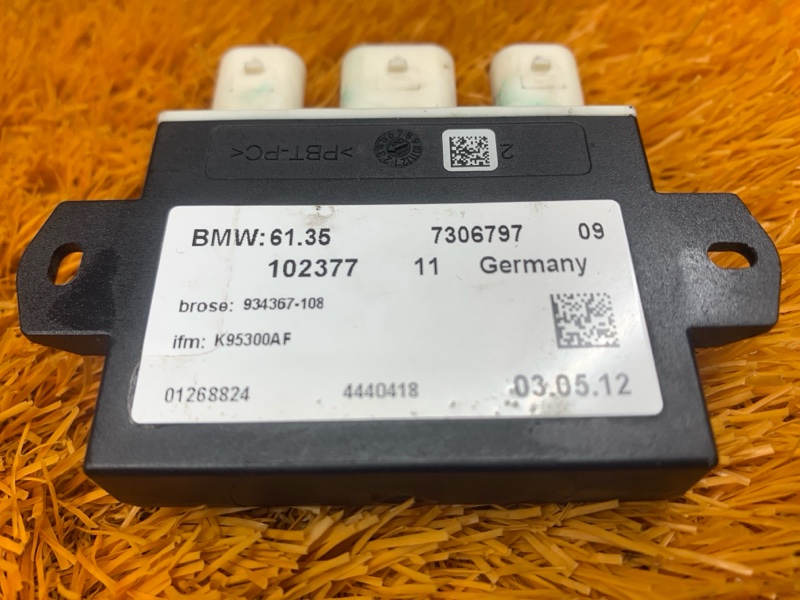 >PBT-PC< 2
BMW: 61.35 7306797 09
102377 11 Germany
brose: 934367-108
ifm: K95300AF
01268824 4440418 03.05.12